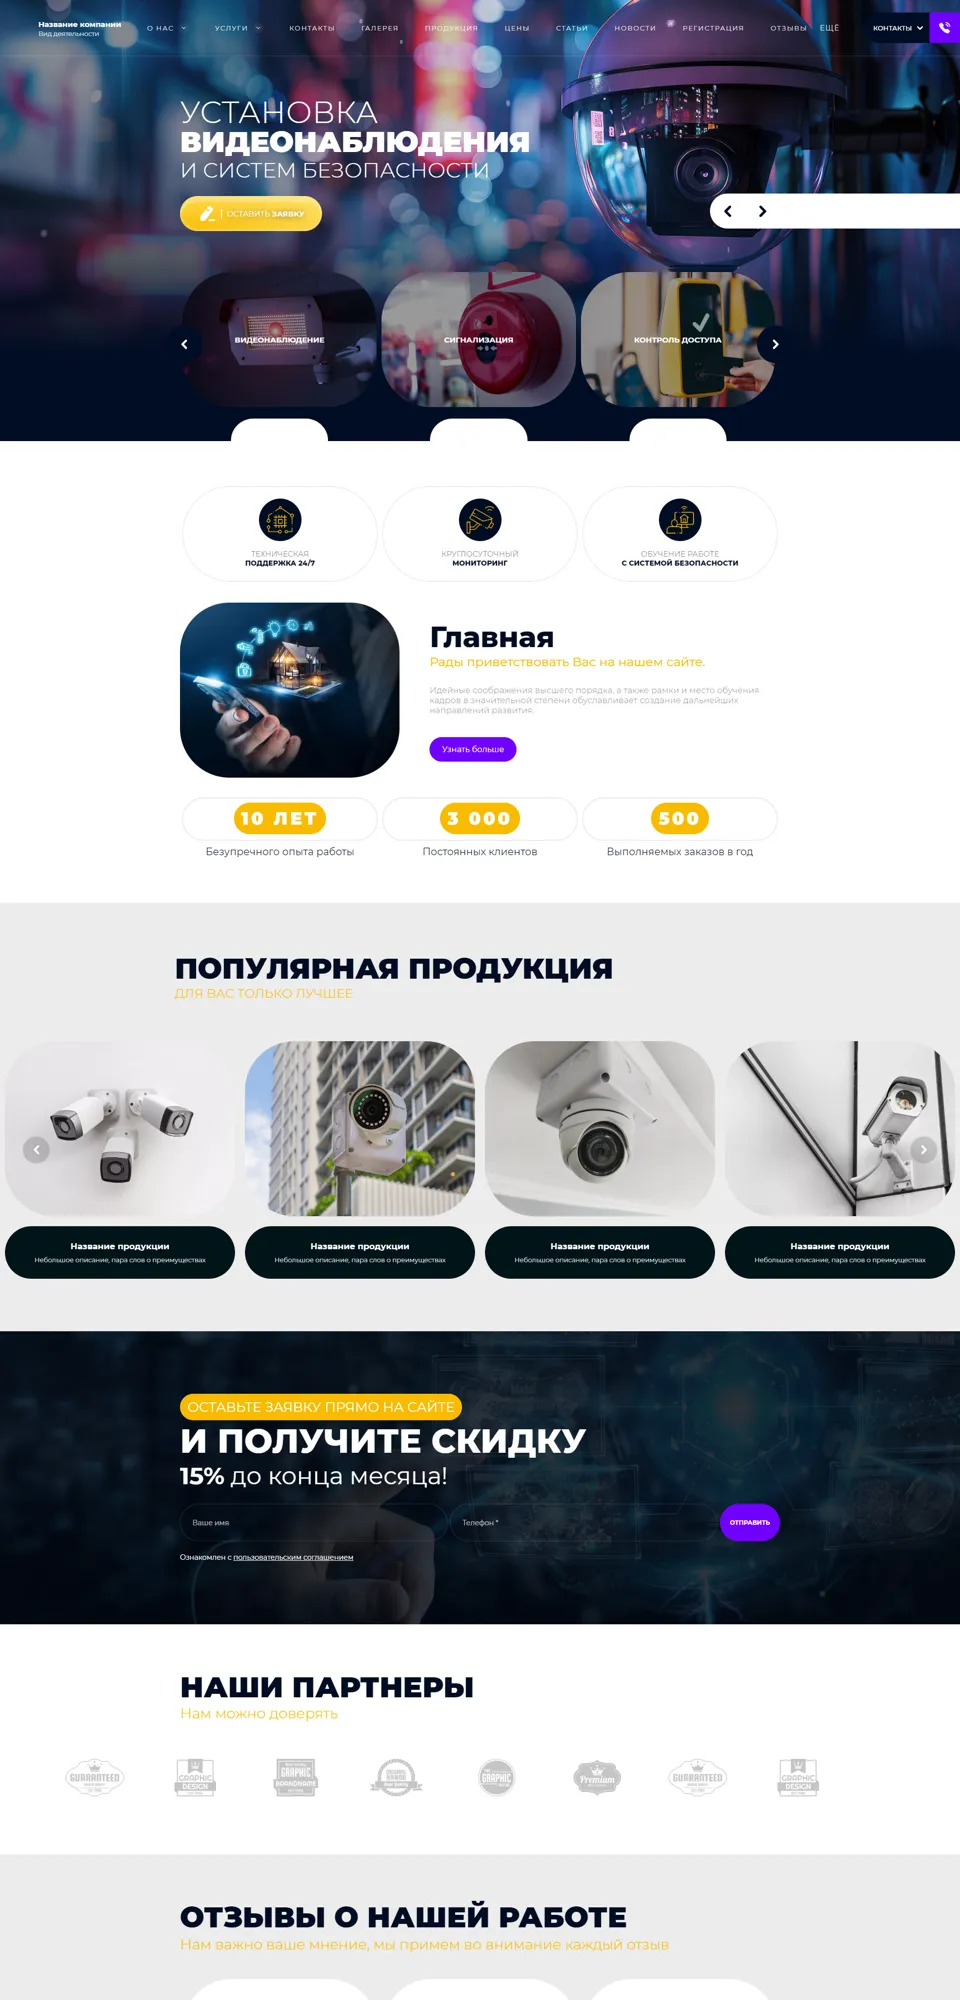 Название компании
Вид деятельности
О НАС
УСЛУГИ
КОНТАКТЫ
ГАЛЕРЕЯ
ПРОДУКЦИЯ
ЦЕНЫ
СТАТЬИ
НОВОСТИ
РЕГИСТРАЦИЯ
ОТЗЫВЫ
ЕЩЁ
КОНТАКТЫ
УСТАНОВКА
ВИДЕОНАБЛЮДЕНИЯ
И СИСТЕМ БЕЗОПАСНОСТИ
| ОСТАВИТЬ ЗАЯВКУ
ВИДЕОНАБЛЮДЕНИЕ
СИГНАЛИЗАЦИЯ
КОНТРОЛЬ ДОСТУПА
ТЕХНИЧЕСКАЯ
ПОДДЕРЖКА 24/7
КРУГЛОСУТОЧНЫЙ
МОНИТОРИНГ
ОБУЧЕНИЕ РАБОТЕ
С СИСТЕМОЙ БЕЗОПАСНОСТИ
Главная
Рады приветствовать Вас на нашем сайте.
Идейные соображения высшего порядка, а также рамки и место обучения
кадров в значительной степени обуславливает создание дальнейших
направлений развития.
Узнать больше
10 ЛЕТ
Безупречного опыта работы
3 000
Постоянных клиентов
500
Выполняемых заказов в год
ПОПУЛЯРНАЯ ПРОДУКЦИЯ
ДЛЯ ВАС ТОЛЬКО ЛУЧШЕЕ
Название продукции
Небольшое описание, пара слов о преимуществах
Название продукции
Небольшое описание, пара слов о преимуществах
Название продукции
Небольшое описание, пара слов о преимуществах
Название продукции
Небольшое описание, пара слов о преимуществах
ОСТАВЬТЕ ЗАЯВКУ ПРЯМО НА САЙТЕ
И ПОЛУЧИТЕ СКИДКУ
15% до конца месяца!
Ваше имя
Телефон *
ОТПРАВИТЬ
Ознакомлен с пользовательским соглашением
НАШИ ПАРТНЕРЫ
Нам можно доверять
GUARANTEED
GRAPHIC
DESIGN
GRAPHIC
BRANDNAME
GRAPHIC
Premium
GUARANTEED
GRAPHIC
DESIGN
ОТЗЫВЫ О НАШЕЙ РАБОТЕ
Нам важно ваше мнение, мы примем во внимание каждый отзыв